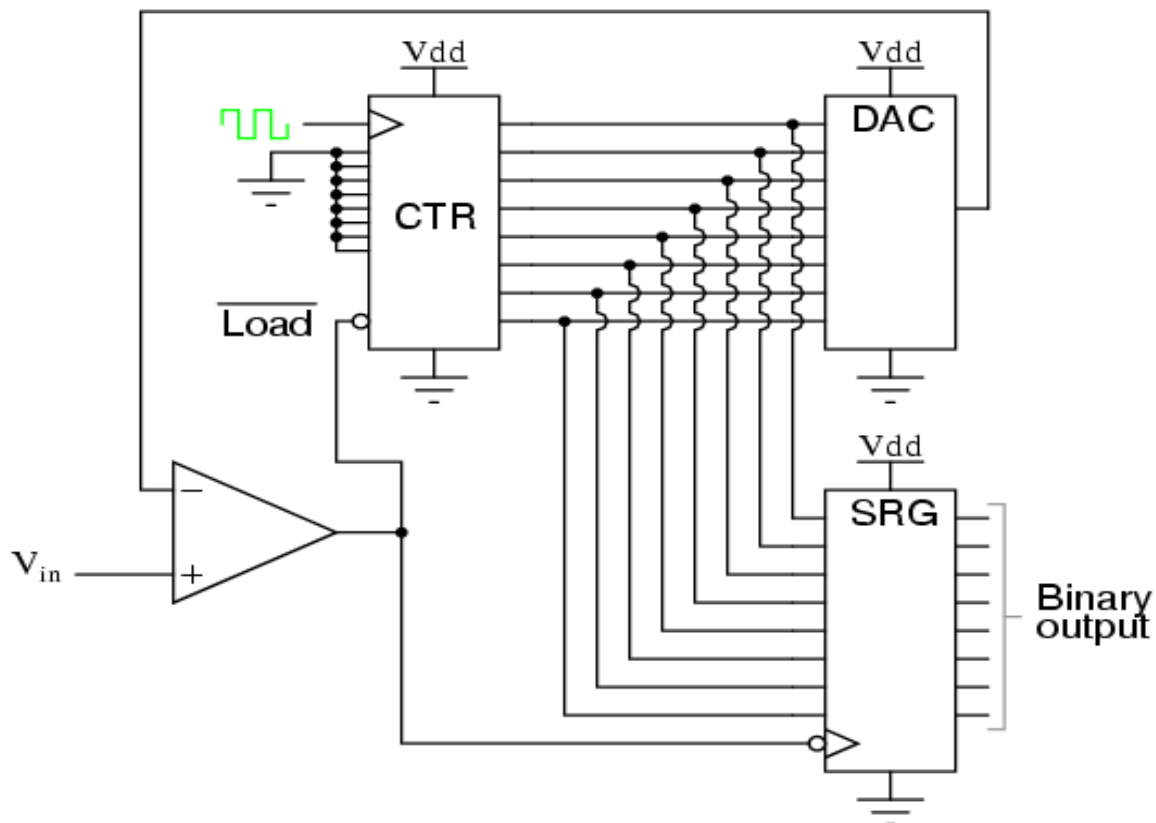 Vdd
Vdd
DAC
CTR
Load
Vdd
SRG
−
Vin
+
Binary
output